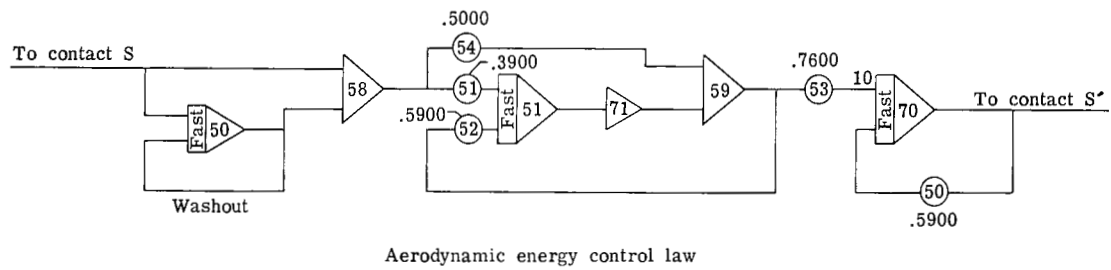 .5000
To contact S
54
.3900
.7600
58
51
Fast
51
71
59
53
10
Fast
70
To contact S'
Fast
50
.5900
52
Washout
50
.5900
Aerodynamic energy control law